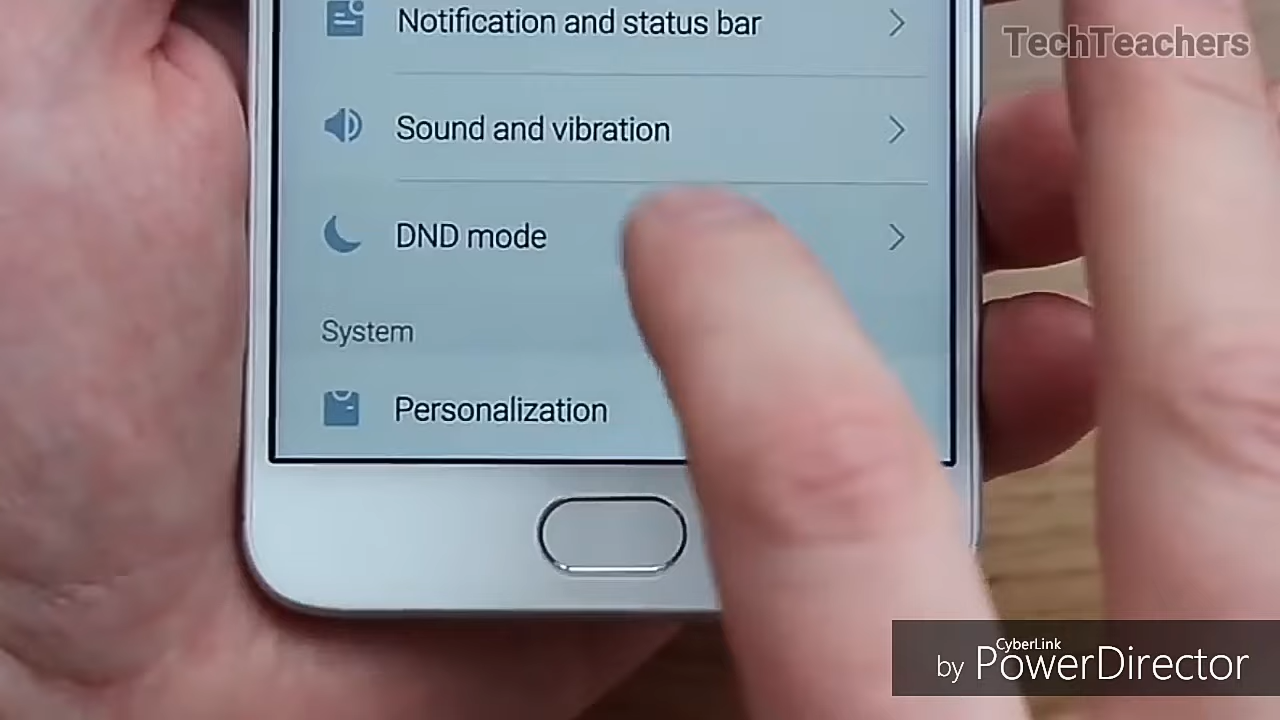 Notification and status bar
TechTeachers
Sound and vibration
DND mode
System
Personalization
CyberLink
by PowerDirector